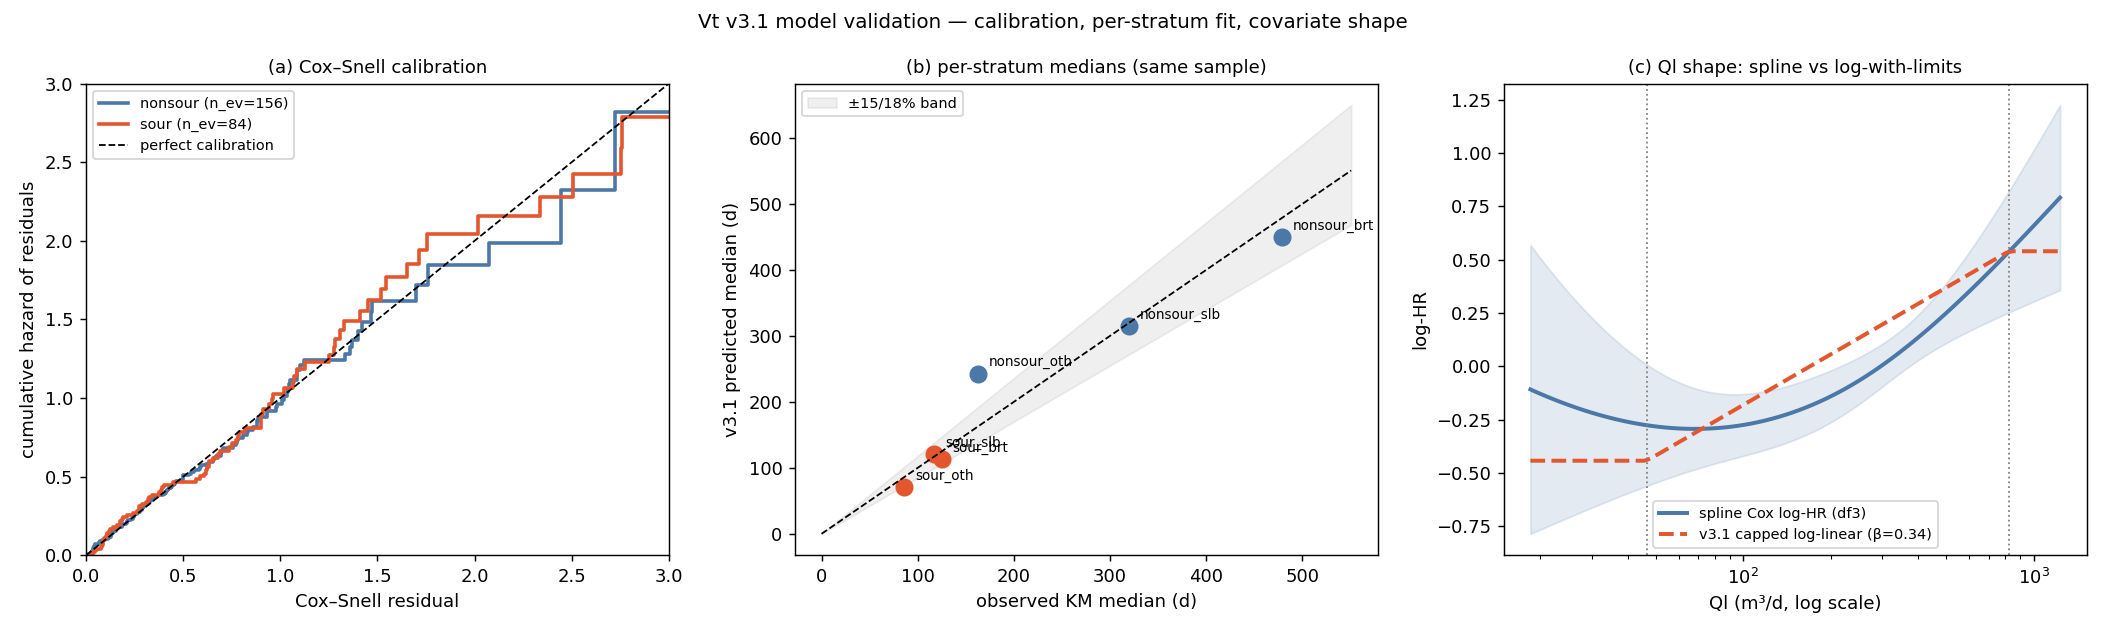 Vt v3.1 model validation — calibration, per-stratum fit, covariate shape
(a) Cox–Snell calibration
3.0
2.5
2.0
1.5
1.0
0.5
0.0
cumulative hazard of residuals
nonsour (n_ev=156)
sour (n_ev=84)
perfect calibration
0.0 0.5 1.0 1.5 2.0 2.5 3.0
Cox–Snell residual
(b) per-stratum medians (same sample)
600
500
400
300
200
100
0
v3.1 predicted median (d)
±15/18% band
nonsour_brt
nonsour_slb
nonsour_oth
sour_slb
sour_brt
sour_oth
0 100 200 300 400 500
observed KM median (d)
(c) Ql shape: spline vs log-with-limits
1.25
1.00
0.75
0.50
0.25
0.00
−0.25
−0.50
−0.75
log-HR
spline Cox log-HR (df3)
v3.1 capped log-linear (β=0.34)
10² 10³
Ql (m³/d, log scale)